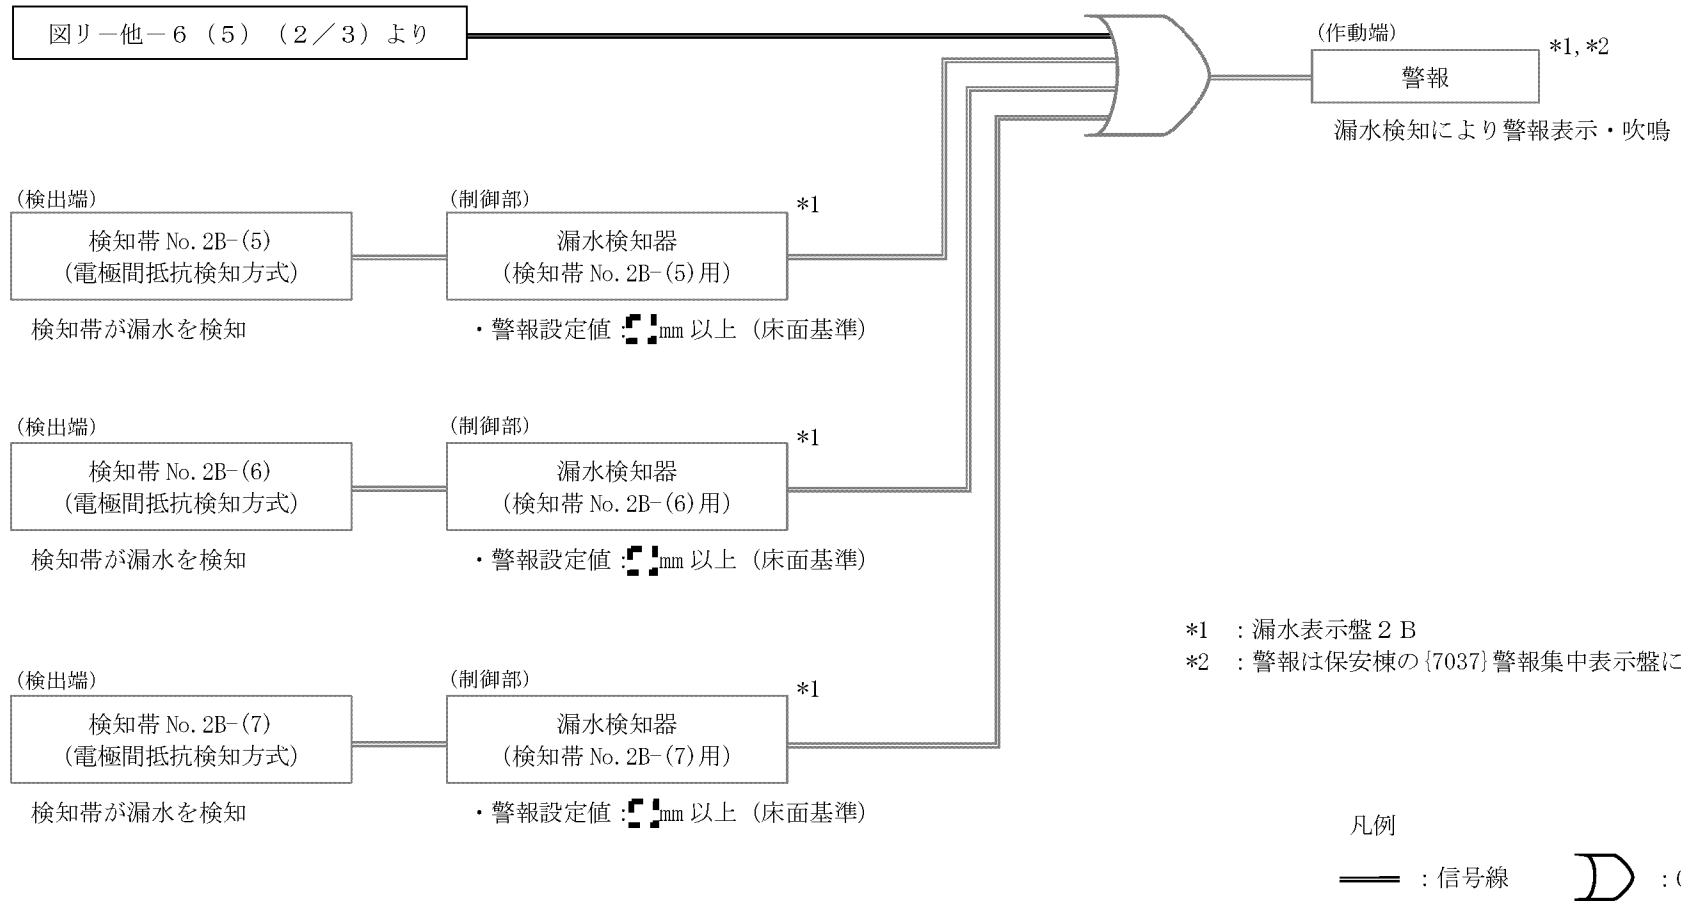 図リ－他－６（５）（２／３）より
(作動端)
*1, *2
警報
漏水検知により警報表示・吹鳴
(検出端)
(制御部)
*1
検知帯 No. 2B-(5)
(電極間抵抗検知方式)
漏水検知器
(検知帯 No. 2B-(5)用)
検知帯が漏水を検知
・警報設定値： mm 以上（床面基準）
(検出端)
(制御部)
*1
検知帯 No. 2B-(6)
(電極間抵抗検知方式)
漏水検知器
(検知帯 No. 2B-(6)用)
検知帯が漏水を検知
・警報設定値： mm 以上（床面基準）
*1 ：漏水表示盤２Ｂ
*2 ：警報は保安棟の{7037}警報集中表示盤に
(検出端)
(制御部)
*1
検知帯 No. 2B-(7)
(電極間抵抗検知方式)
漏水検知器
(検知帯 No. 2B-(7)用)
検知帯が漏水を検知
・警報設定値： mm 以上（床面基準）
凡例
：信号線
：